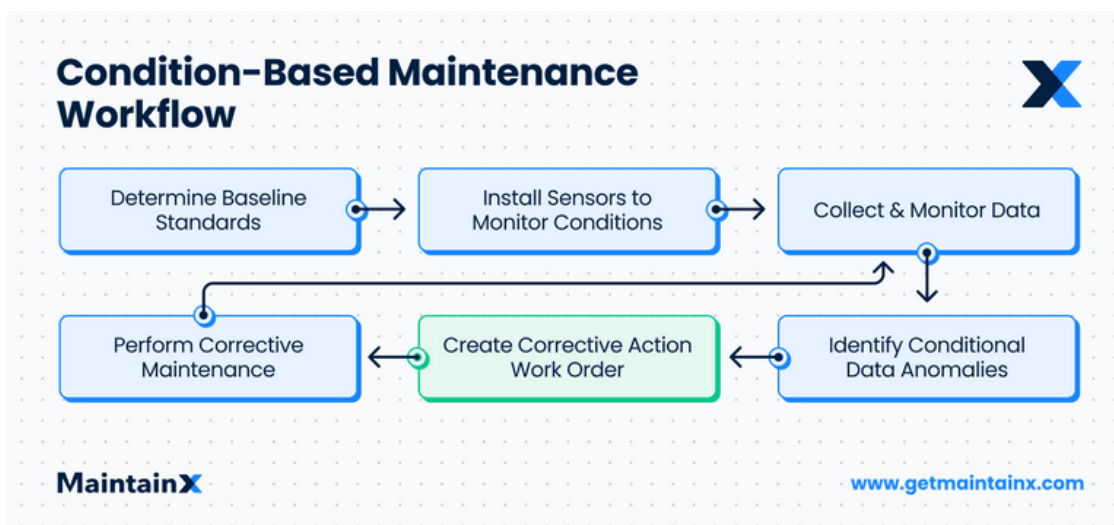 Condition-Based Maintenance
Workflow
Determine Baseline
Standards
Install Sensors to
Monitor Conditions
Collect & Monitor Data
Perform Corrective
Maintenance
Create Corrective Action
Work Order
Identify Conditional
Data Anomalies
MaintainX
www.getmaintainx.com